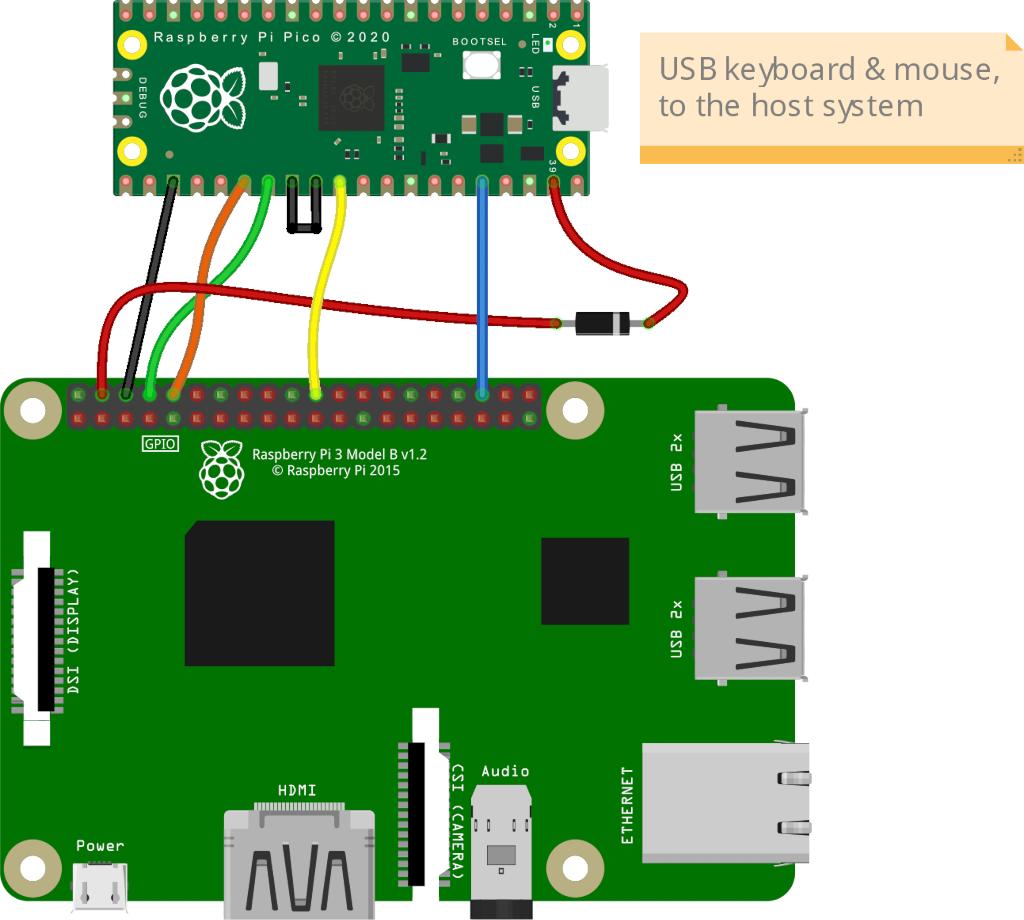 2
1
Raspberry Pi Pico © 2020
BOOTSEL
LED
DEBUG
USB
39
USB keyboard & mouse,
to the host system
GPIO
Raspberry Pi 3 Model B v1.2
© Raspberry Pi 2015
USB 2x
DSI (DISPLAY)
USB 2x
HDMI
CSI (CAMERA)
Audio
ETHERNET
Power